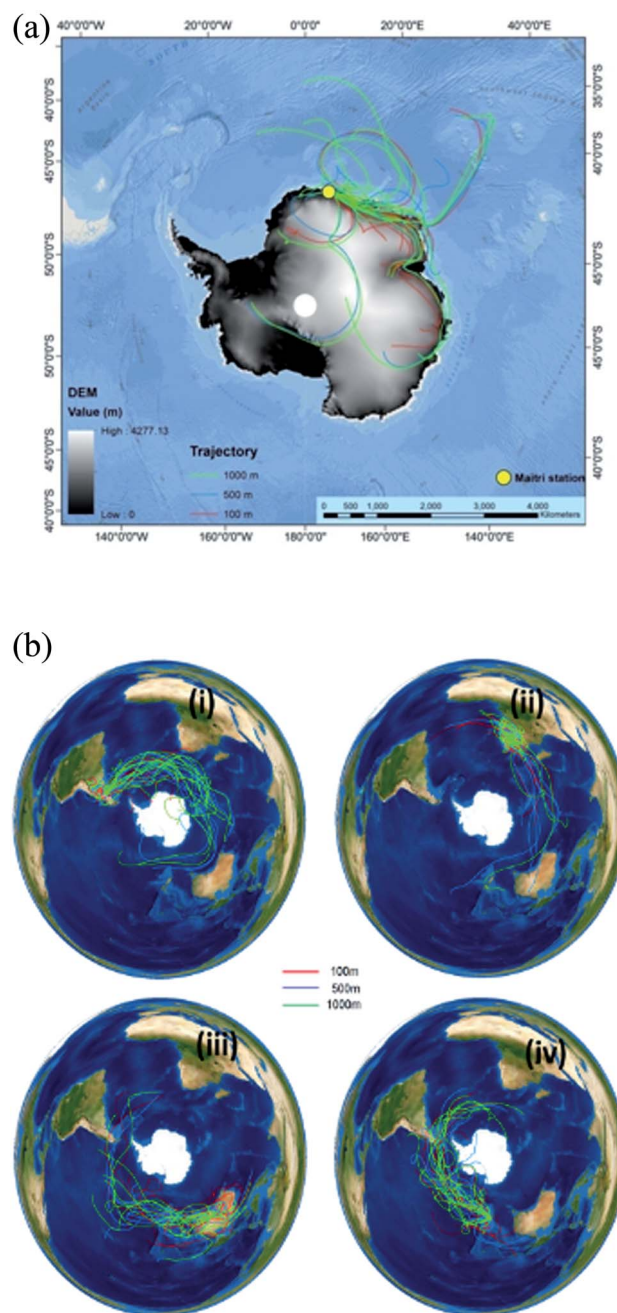 (a)
40°0'0"W 20°0'0"W 0°0'0" 20°0'0"E 40°0'0"E
SOUTH
40°0'0"S
45°0'0"S
50°0'0"S
50°0'0"S
45°0'0"S
40°0'0"S
35°0'0"S
40°0'0"S
45°0'0"S
45°0'0"S
40°0'0"S
DEM
Value (m)
High : 4277.13
Low : 0
Trajectory
1000 m
500 m
100 m
Maitri station
0 500 1,000 2,000 3,000 4,000
Kilometers
140°0'0"W 160°0'0"W 180°0'0" 160°0'0"E 140°0'0"E
(b)
(i)
(ii)
100m
500m
1000m
(iii)
(iv)